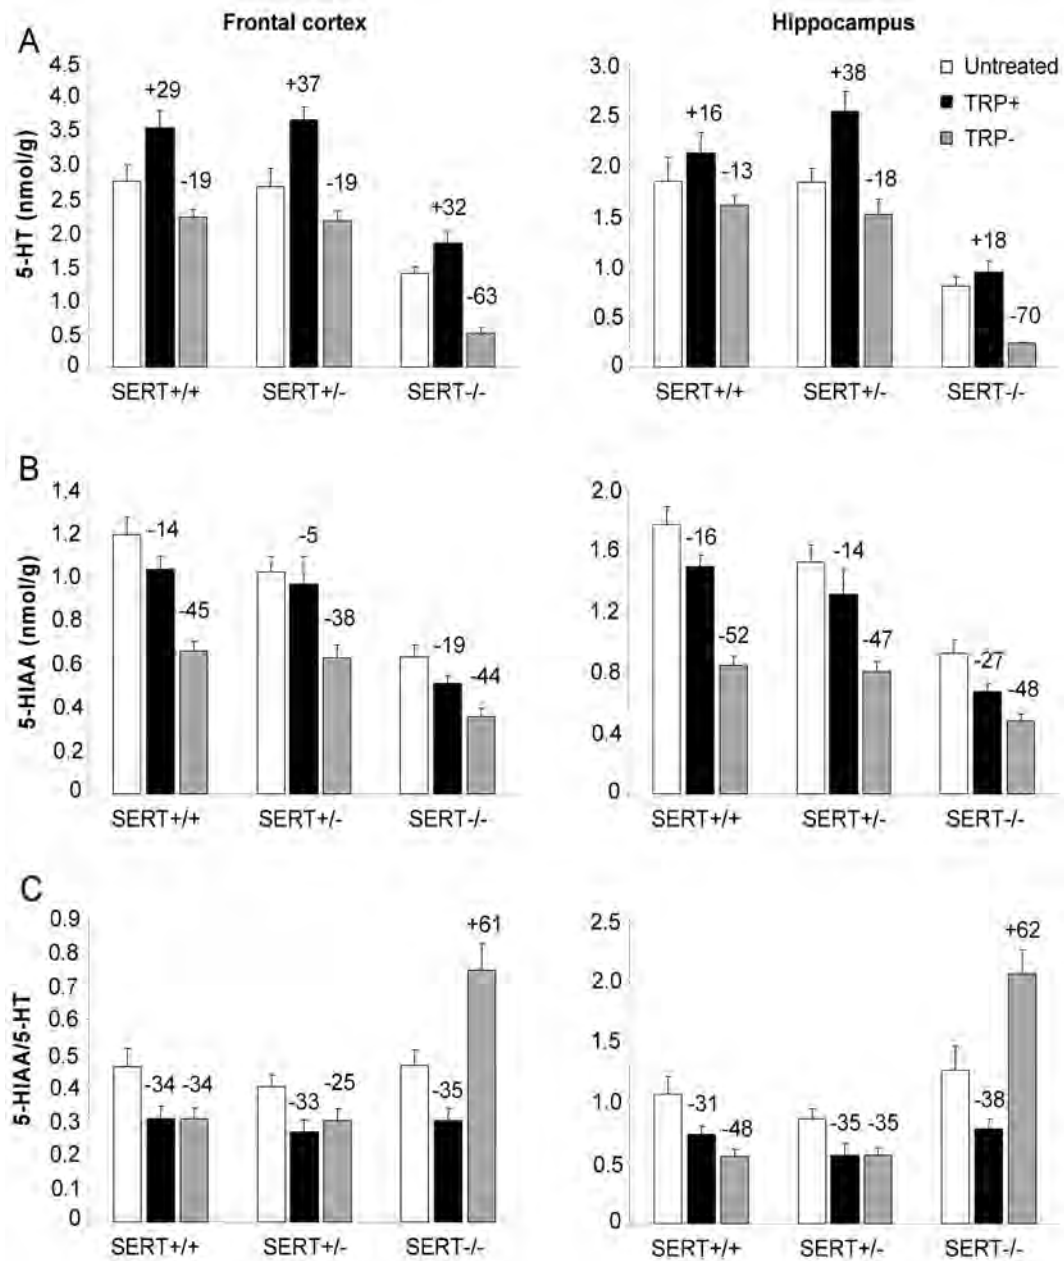 Frontal cortex
Hippocampus
A
5-HT (nmol/g)
4.5
4.0
3.5
3.0
2.5
2.0
1.5
1.0
0.5
0
+29
-19
+37
-19
+32
-63
SERT+/+
SERT+/-
SERT-/-
3.0
2.5
2.0
1.5
1.0
0.5
0
+16
-13
+38
-18
+18
-70
SERT+/+
SERT+/-
SERT-/-
Untreated
TRP+
TRP-
B
5-HIAA (nmol/g)
1.4
1.2
1.0
0.8
0.6
0.4
0.2
0
-14
-45
-5
-38
-19
-44
SERT+/+
SERT+/-
SERT-/-
2.0
1.6
1.2
0.8
0.4
0
-16
-52
-14
-47
-27
-48
SERT+/+
SERT+/-
SERT-/-
C
5-HIAA/5-HT
0.9
0.8
0.7
0.6
0.5
0.4
0.3
0.2
0.1
0
-34
-34
-33
-25
-35
+61
SERT+/+
SERT+/-
SERT-/-
2.5
2.0
1.5
1.0
0.5
0
-31
-48
-35
-35
-38
+62
SERT+/+
SERT+/-
SERT-/-